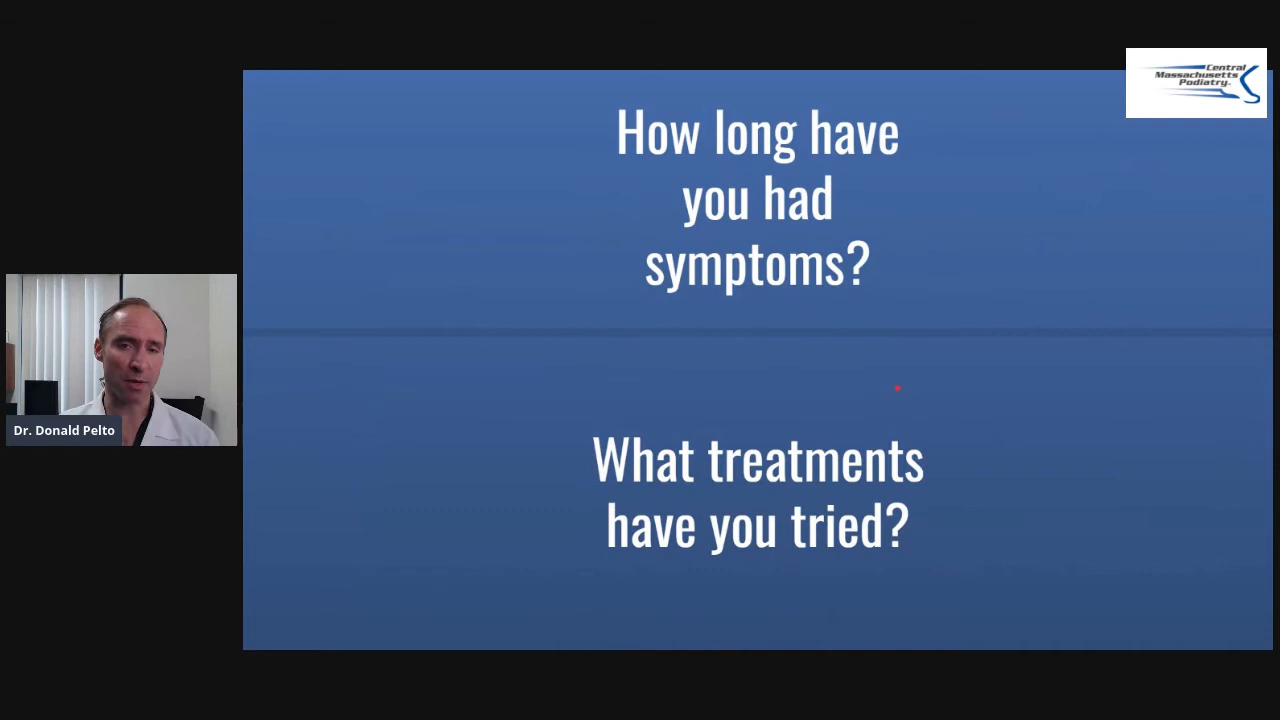 Central
Massachusetts
Podiatry
How long have
you had
symptoms?
What treatments
have you tried?
Dr. Donald Pelto